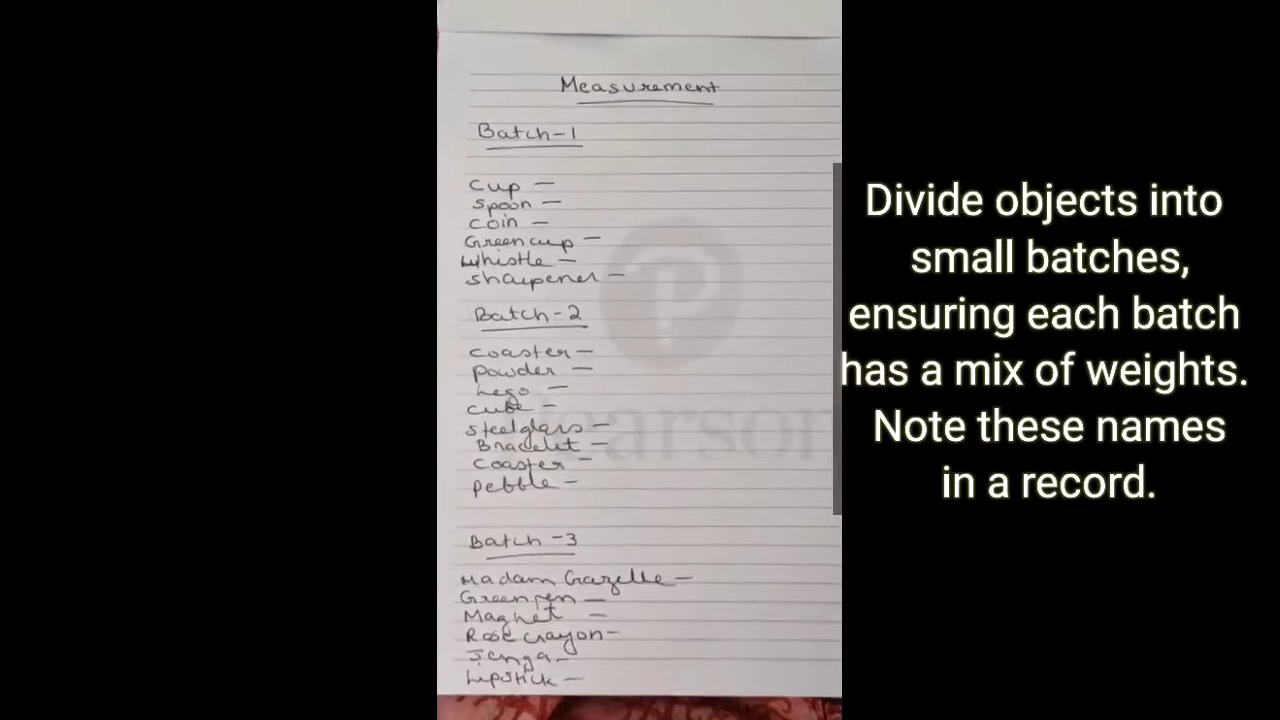 Measurement
Batch-1
Cup -
Spoon -
Coin -
Green cup -
Whistle -
Sharpener -
Batch-2
Coaster -
Powder -
Lego -
Cube -
Steelglass -
Bracelet -
Coaster -
Pebble -
Batch-3
Madam Gazelle -
Green pen -
Magnet -
Rose crayon -
Jenga -
Lipstick -
Divide objects into
small batches,
ensuring each batch
has a mix of weights.
Note these names
in a record.
Pearson